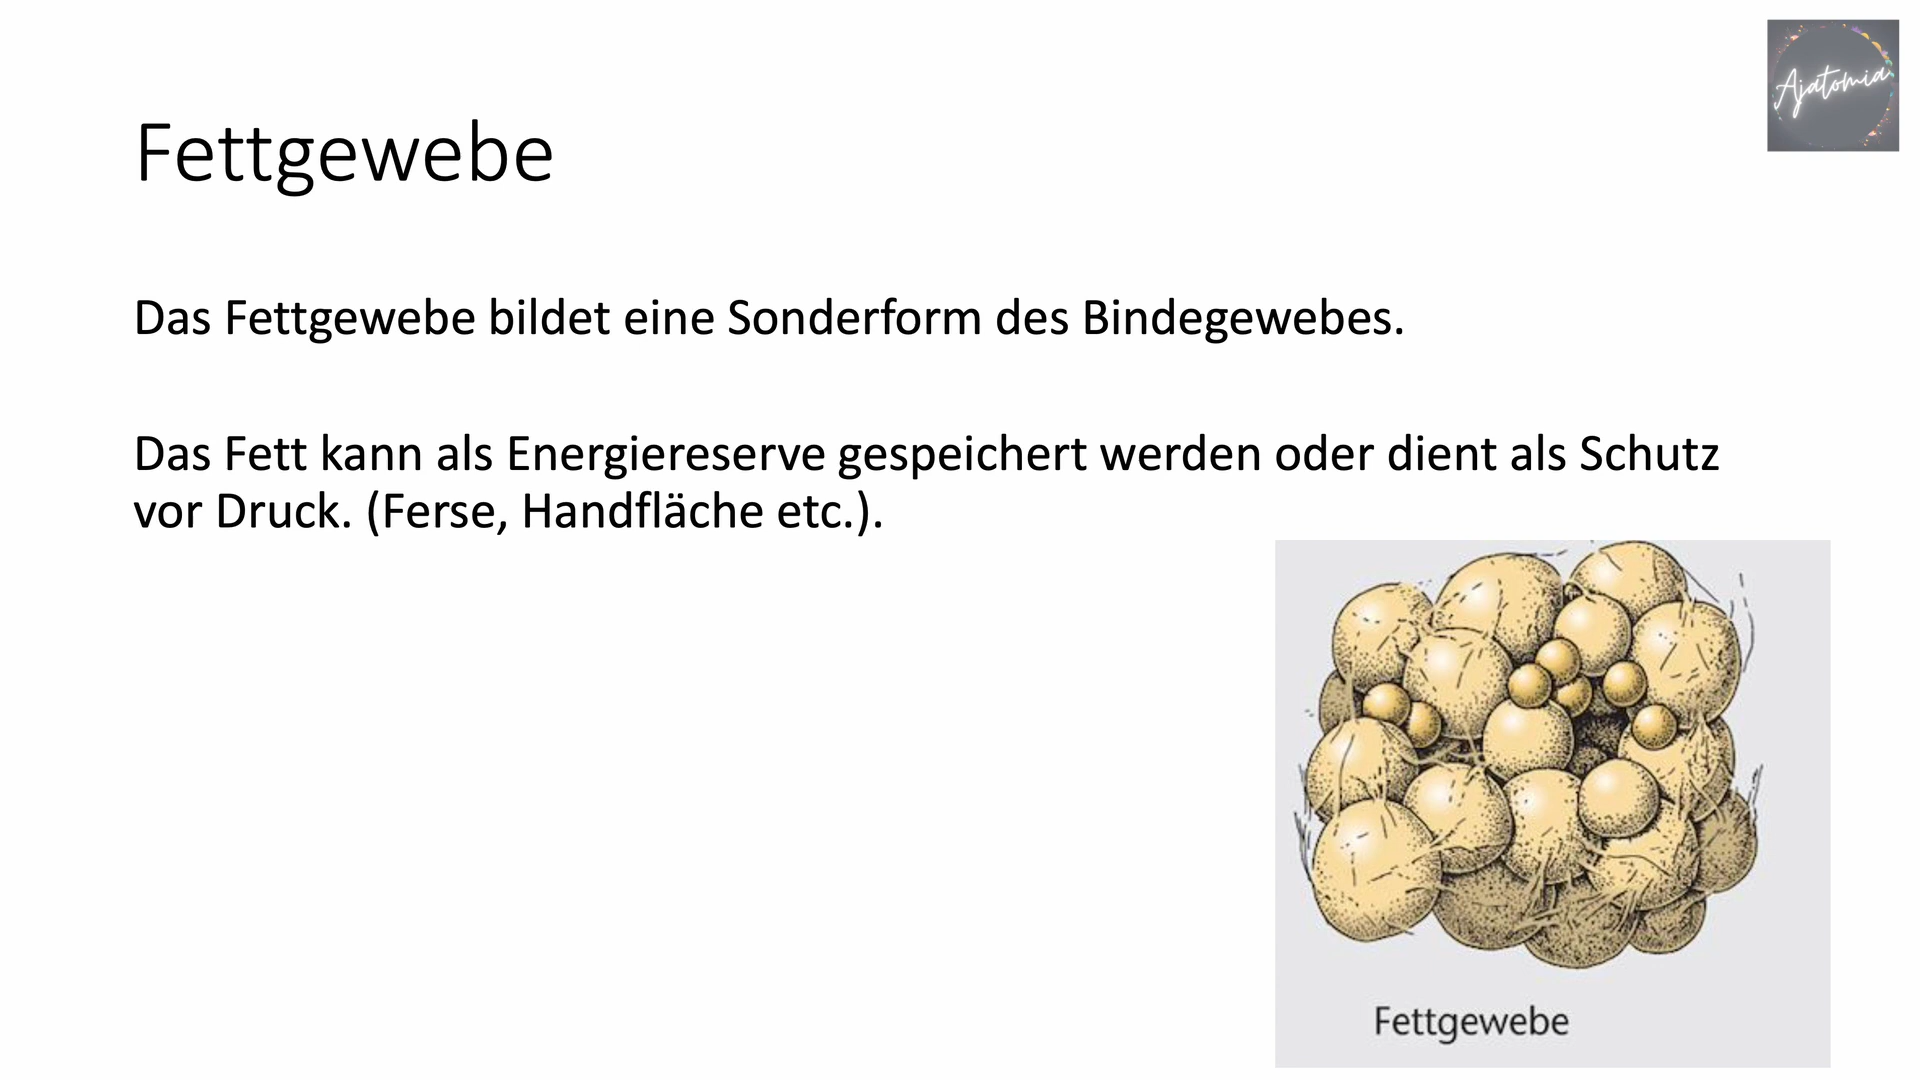 Ajatomia
Fettgewebe
Das Fettgewebe bildet eine Sonderform des Bindegewebes.
Das Fett kann als Energiereserve gespeichert werden oder dient als Schutz
vor Druck. (Ferse, Handfläche etc.).
Fettgewebe